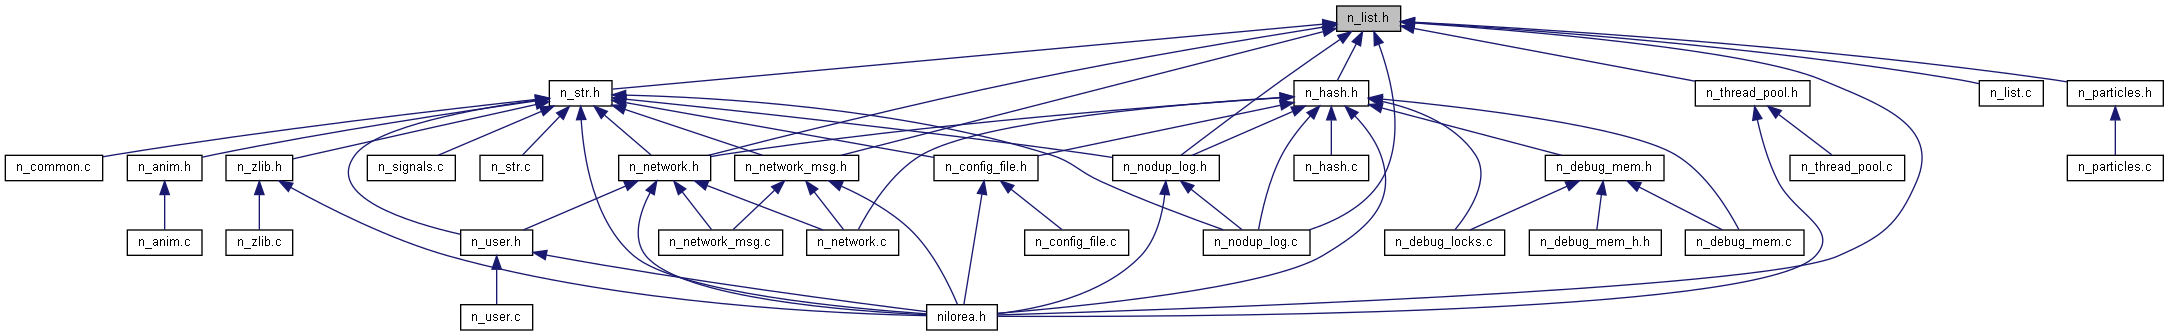 n_list.h
n_str.h
n_hash.h
n_thread_pool.h
n_list.c
n_particles.h
n_common.c
n_anim.h
n_zlib.h
n_signals.c
n_str.c
n_network.h
n_network_msg.h
n_config_file.h
n_nodup_log.h
n_hash.c
n_debug_mem.h
n_thread_pool.c
n_particles.c
n_anim.c
n_zlib.c
n_user.h
n_network_msg.c
n_network.c
n_config_file.c
n_nodup_log.c
n_debug_locks.c
n_debug_mem_h.h
n_debug_mem.c
n_user.c
nilorea.h